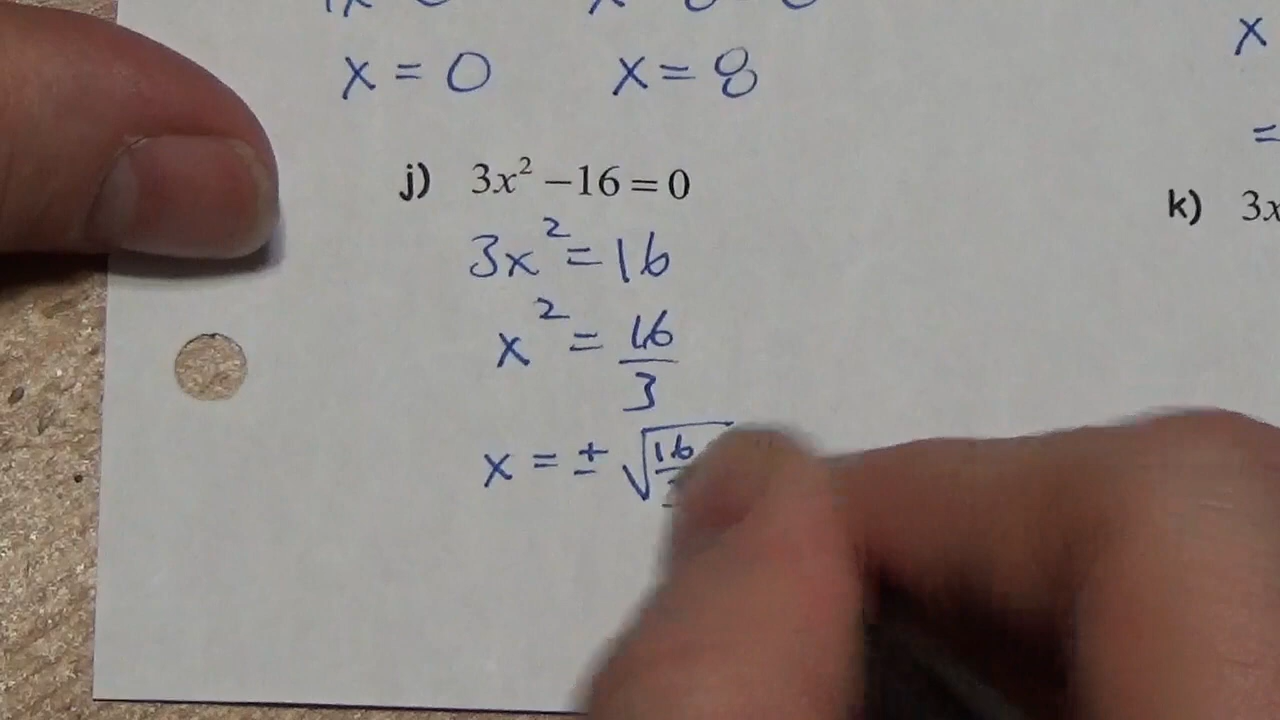 x = 0 x = 8
x
=
j) 3x² − 16 = 0
k) 3x
3x² = 16
x² = 16/3
x = ± √16